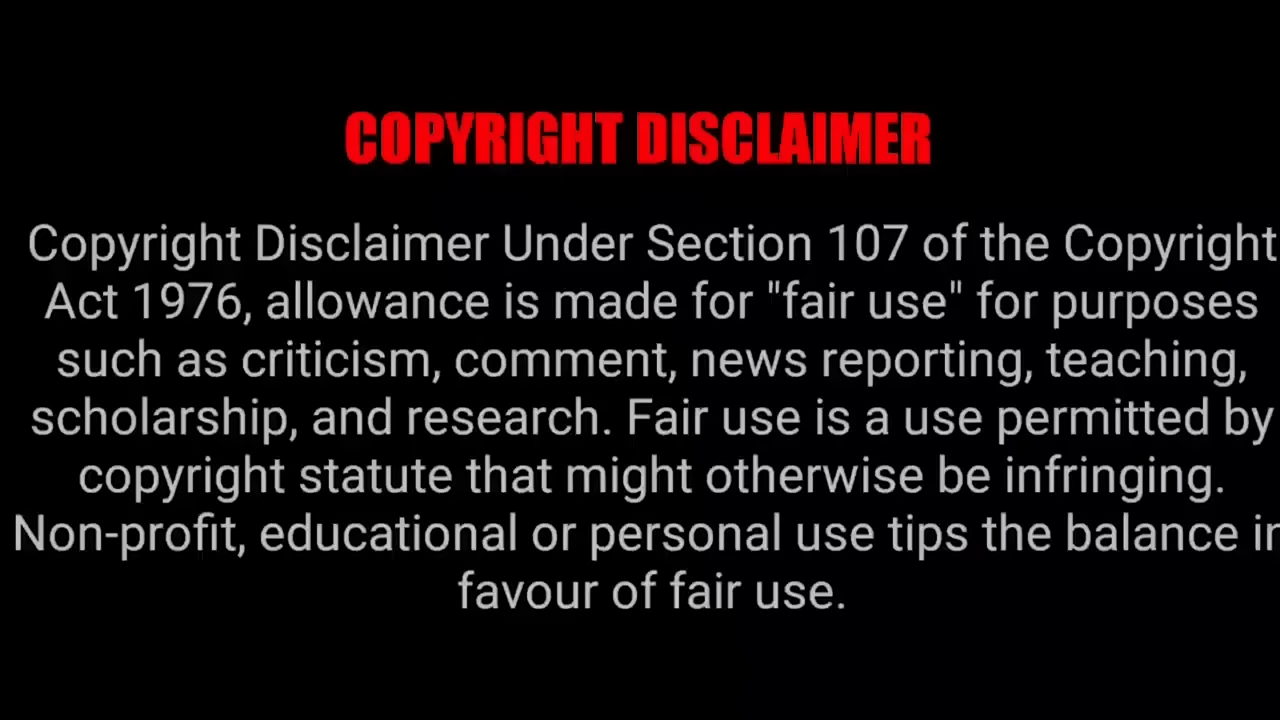 COPYRIGHT DISCLAIMER
Copyright Disclaimer Under Section 107 of the Copyright
Act 1976, allowance is made for "fair use" for purposes
such as criticism, comment, news reporting, teaching,
scholarship, and research. Fair use is a use permitted by
copyright statute that might otherwise be infringing.
Non-profit, educational or personal use tips the balance in
favour of fair use.